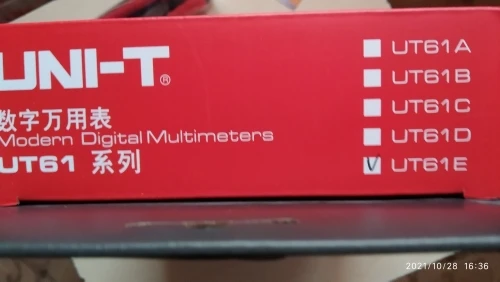 UNI-T®
数字万用表
Modern Digital Multimeters
UT61 系列
UT61A
UT61B
UT61C
UT61D
UT61E
2021/10/28 16:36